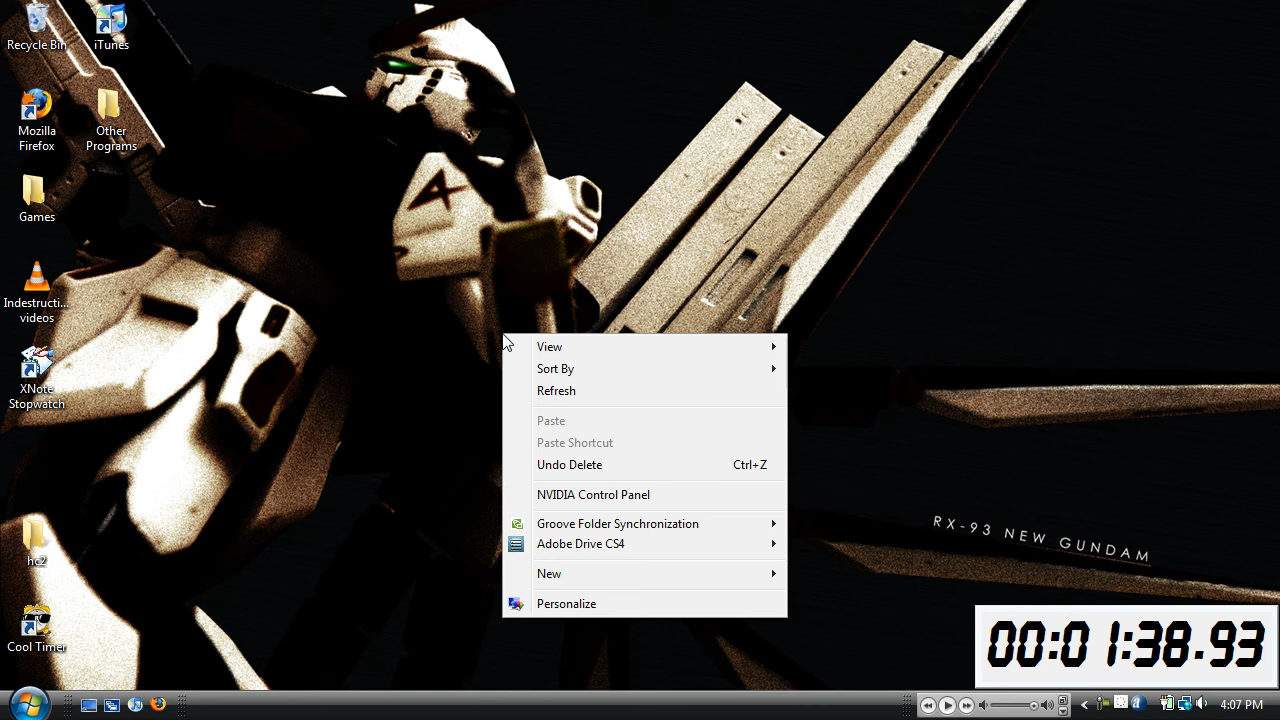 Recycle Bin
iTunes
Mozilla
Firefox
Other
Programs
Games
Indestructi...
videos
XNote
Stopwatch
hc2
Cool Timer
View
Sort By
Refresh
Paste
Paste Shortcut
Undo Delete Ctrl+Z
NVIDIA Control Panel
Groove Folder Synchronization
Adobe Drive CS4
New
Personalize
RX-93 NEW GUNDAM
00:01:38.93
4:07 PM